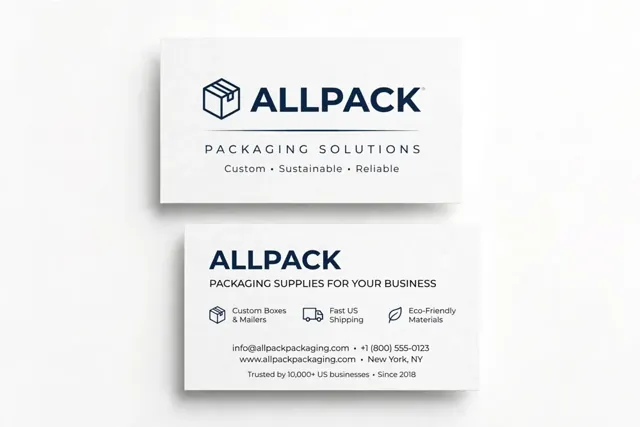 ALLPACK
PACKAGING SOLUTIONS
Custom • Sustainable • Reliable
ALLPACK
PACKAGING SUPPLIES FOR YOUR BUSINESS
Custom Boxes
& Mailers
Fast US
Shipping
Eco-Friendly
Materials
info@allpackpackaging.com • +1 (800) 555-0123
www.allpackpackaging.com • New York, NY
Trusted by 10,000+ US businesses • Since 2018